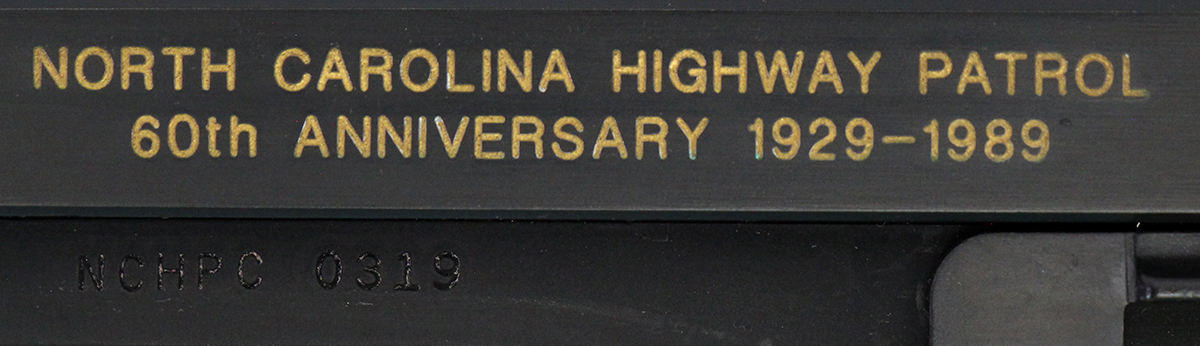 NORTH CAROLINA HIGHWAY PATROL
60th ANNIVERSARY 1929-1989
NCHPC 0319